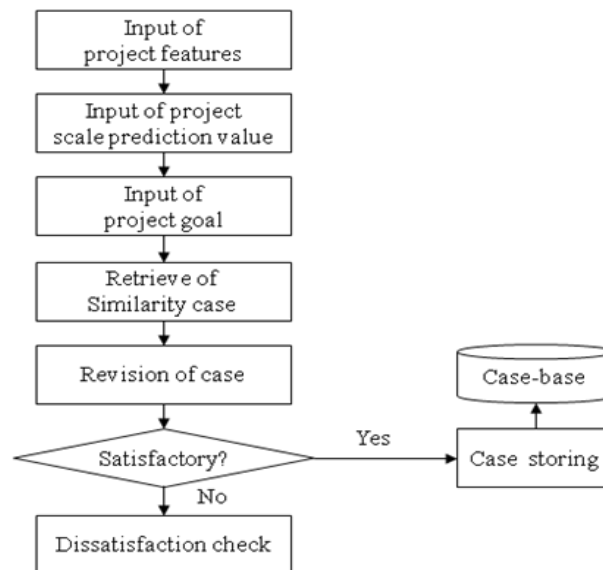 Input of
project features
Input of project
scale prediction value
Input of
project goal
Retrieve of
Similarity case
Revision of case
Case-base
Yes
Satisfactory?
Case storing
No
Dissatisfaction check